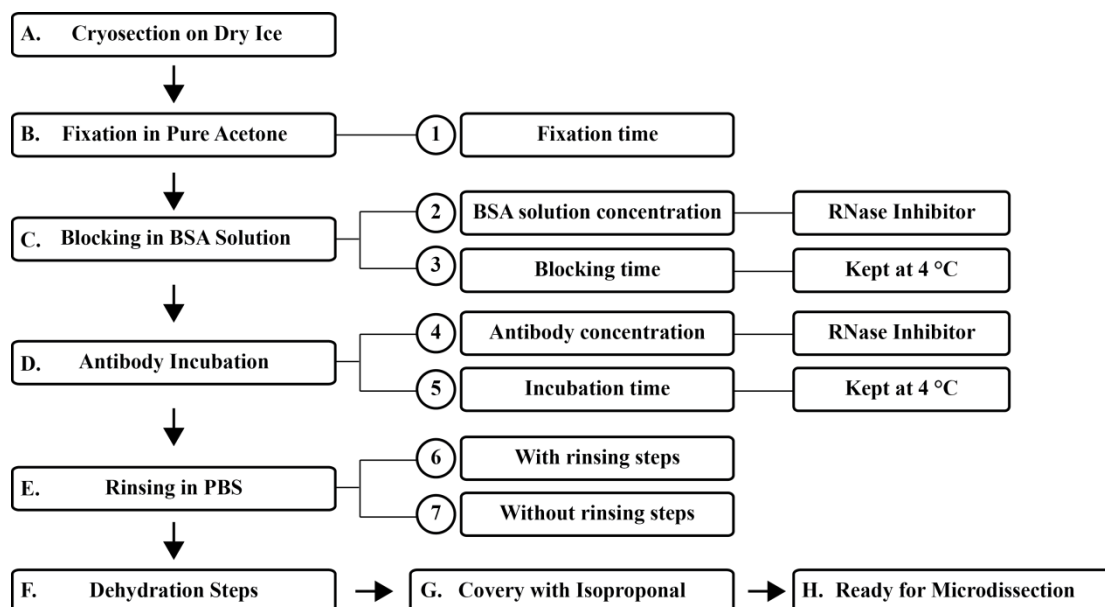 A. Cryosection on Dry Ice
B. Fixation in Pure Acetone
1 Fixation time
C. Blocking in BSA Solution
2 BSA solution concentration
RNase Inhibitor
3 Blocking time
Kept at 4 °C
D. Antibody Incubation
4 Antibody concentration
RNase Inhibitor
5 Incubation time
Kept at 4 °C
E. Rinsing in PBS
6 With rinsing steps
7 Without rinsing steps
F. Dehydration Steps
G. Covery with Isoproponal
H. Ready for Microdissection